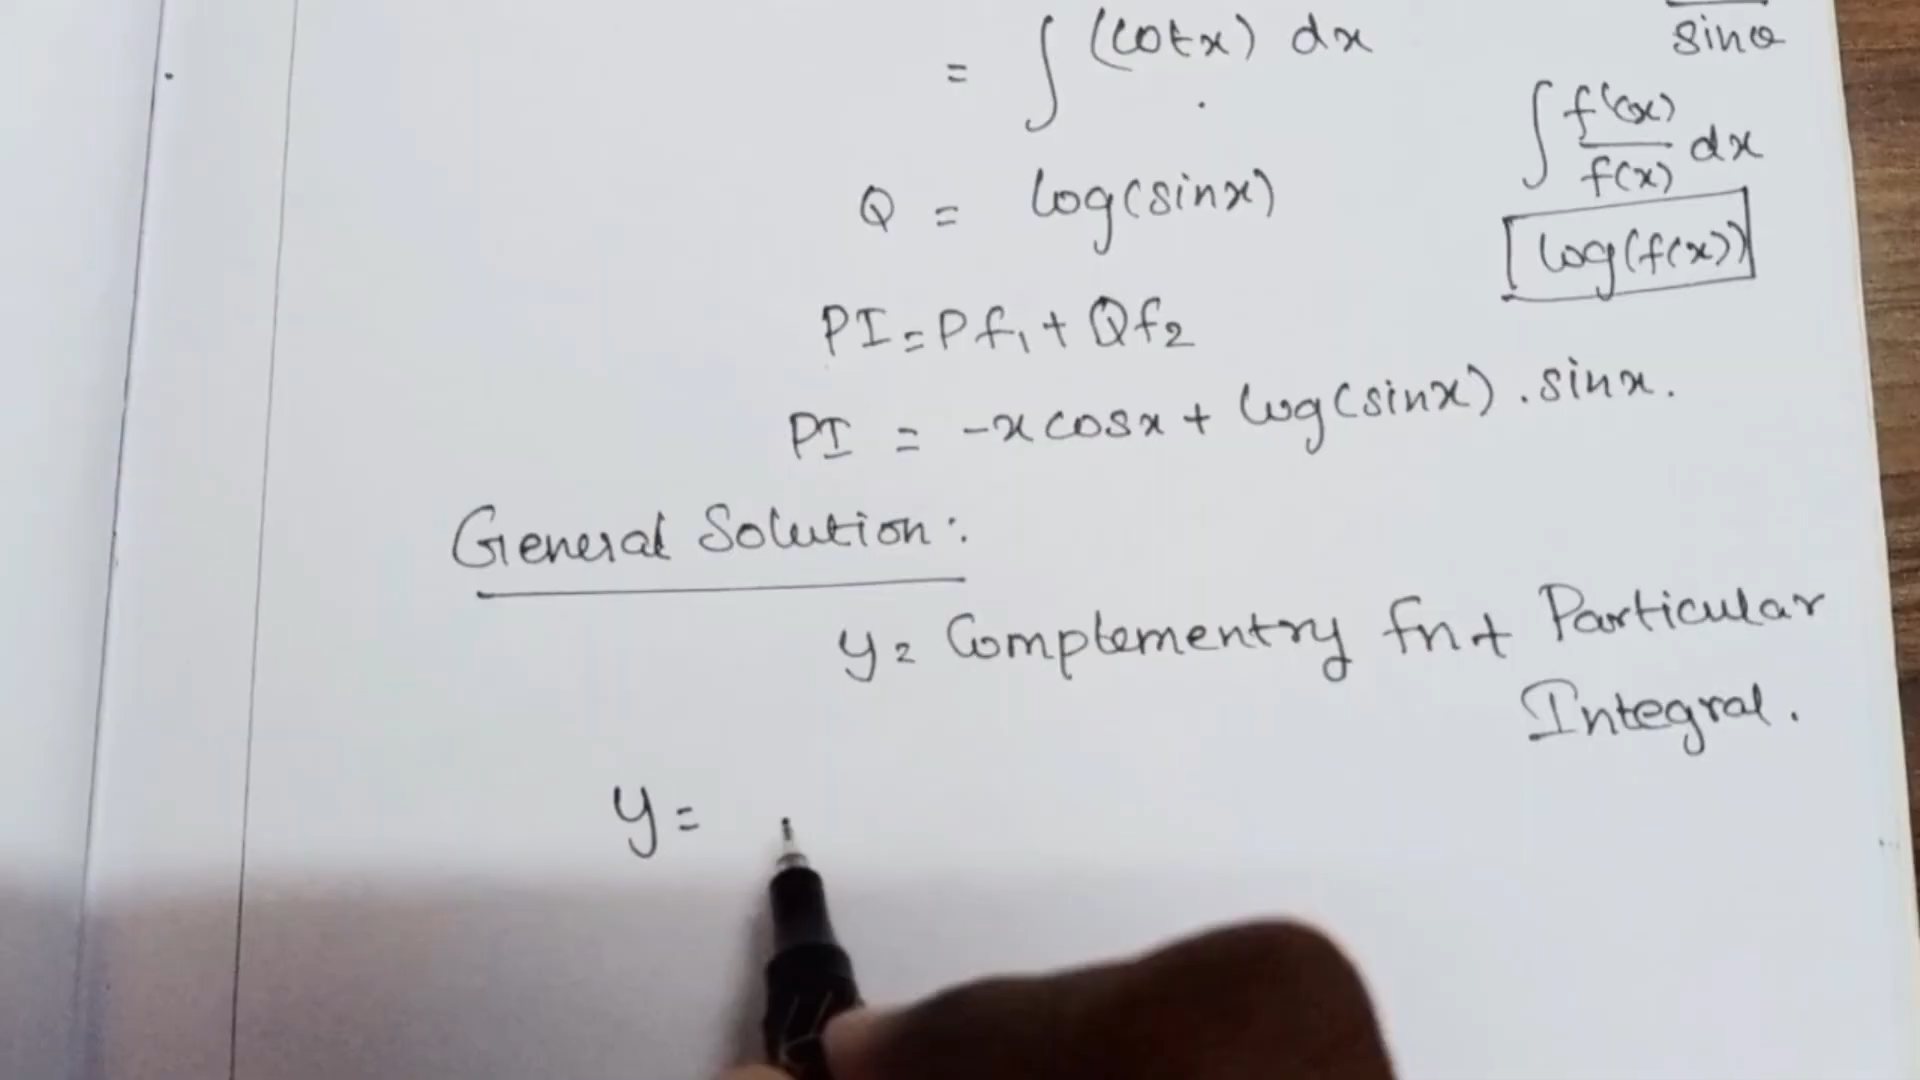 = ∫ (cotx) dx
sinθ
∫ f'(x)/f(x) dx
Q = log(sinx)
log(f(x))
PI = Pf₁ + Qf₂
PI = -x cosx + log(sinx) . sinx.
General Solution :
y = Complementry fn + Particular
Integral.
y =